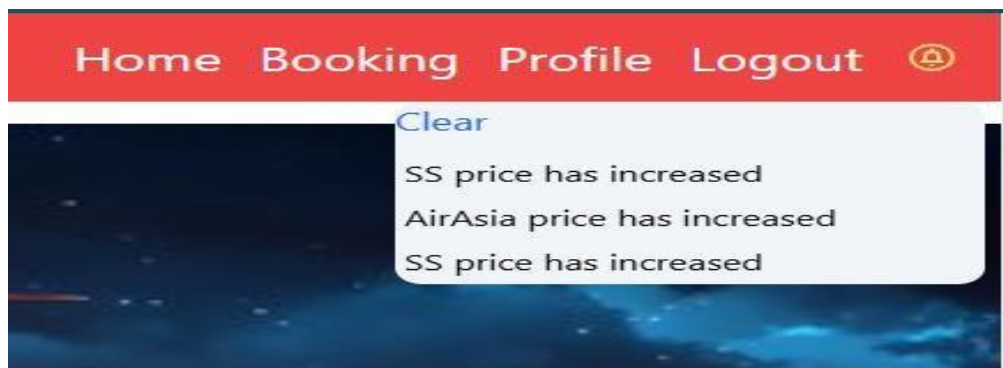 Home Booking Profile Logout
Clear
SS price has increased
AirAsia price has increased
SS price has increased